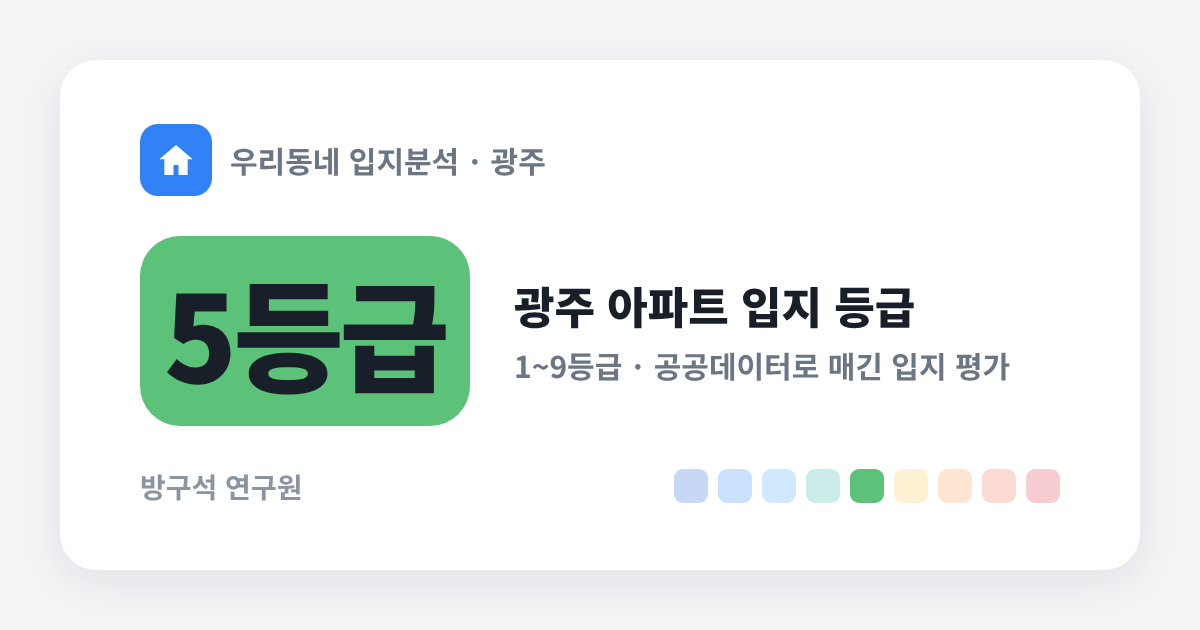 우리동네 입지분석 · 광주
5등급
광주 아파트 입지 등급
1~9등급 · 공공데이터로 매긴 입지 평가
방구석 연구원